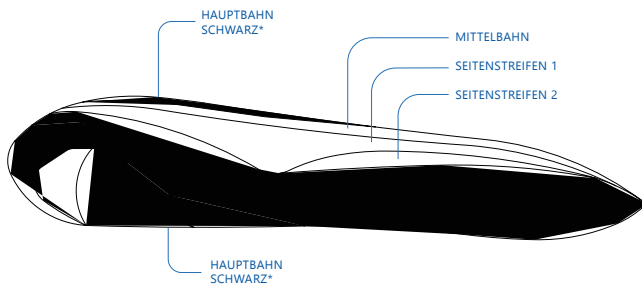 HAUPTBAHN
SCHWARZ*
MITTELBAHN
SEITENSTREIFEN 1
SEITENSTREIFEN 2
HAUPTBAHN
SCHWARZ*